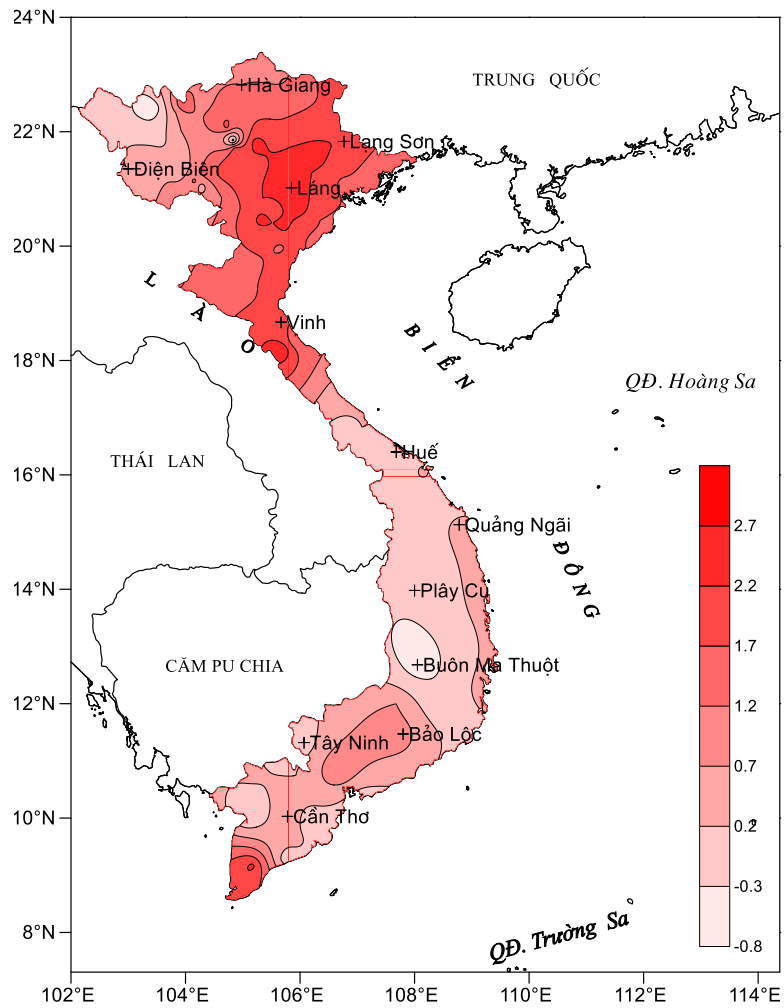 24°N
22°N
20°N
18°N
16°N
14°N
12°N
10°N
8°N
102°E
104°E
106°E
108°E
110°E
112°E
114°E
TRUNG QUỐC
Hà Giang
Lạng Sơn
Điện Biên
Láng
LÀO
Vinh
BIỂN
QĐ. Hoàng Sa
THÁI LAN
Huế
Quảng Ngãi
ĐÔNG
Plây Cu
CĂM PU CHIA
Buôn Ma Thuột
Bảo Lộc
Tây Ninh
Cần Thơ
QĐ. Trường Sa
2.7
2.2
1.7
1.2
0.7
0.2
-0.3
-0.8